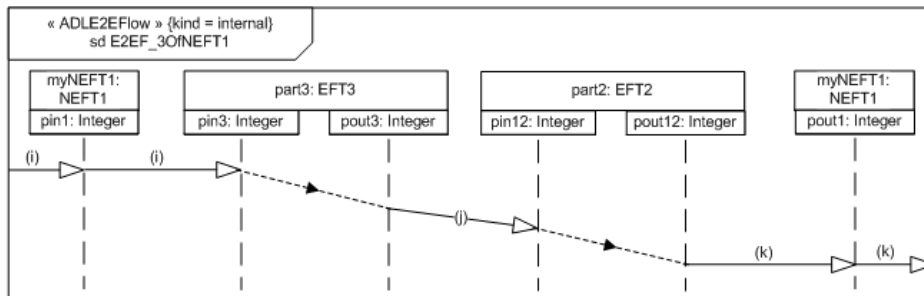 « ADLE2EFlow » {kind = internal}
sd E2EF_3OfNEFT1
myNEFT1:
NEFT1
pin1: Integer
part3: EFT3
pin3: Integer
pout3: Integer
part2: EFT2
pin12: Integer
pout12: Integer
myNEFT1:
NEFT1
pout1: Integer
(i)
(i)
(j)
(k)
(k)